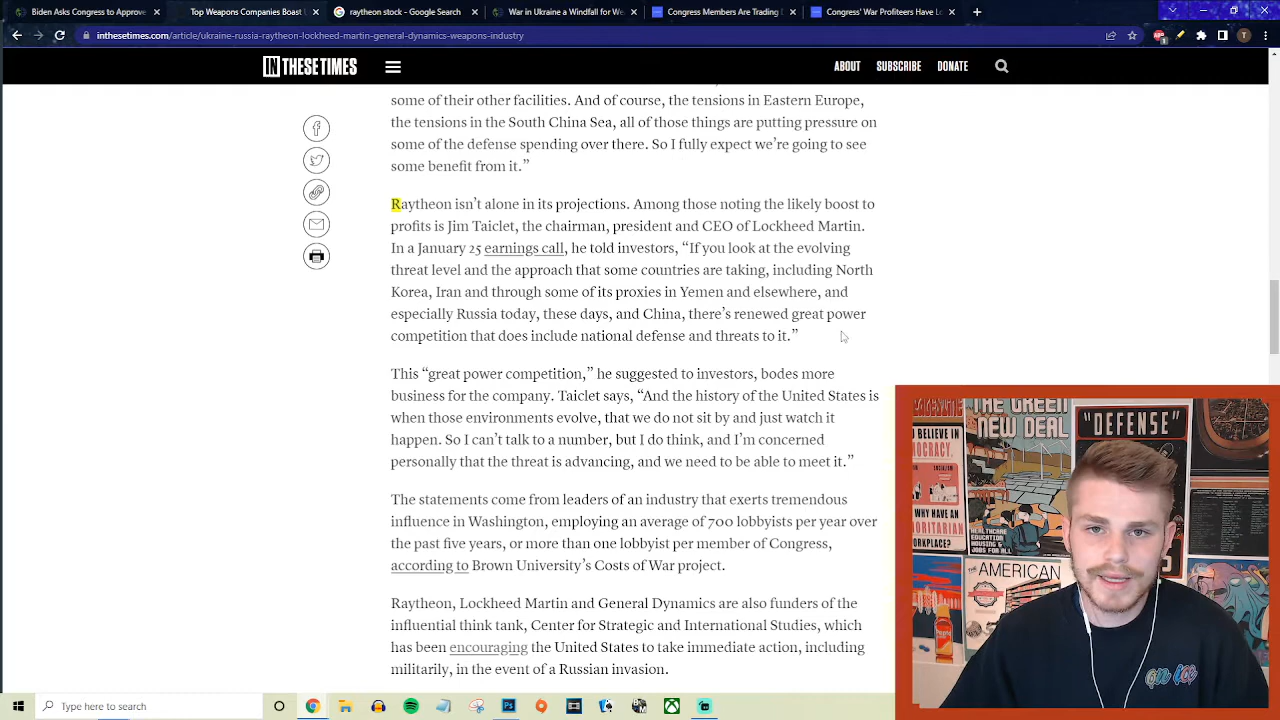 Biden Asks Congress to Approve
Top Weapons Companies Boast
raytheon stock - Google Search
War in Ukraine a Windfall for We
Congress Members Are Trading
Congress' War Profiteers Have L
inthesetimes.com/article/ukraine-russia-raytheon-lockheed-martin-general-dynamics-weapons-industry
IN THESE TIMES
ABOUT
SUBSCRIBE
DONATE
some of their other facilities. And of course, the tensions in Eastern Europe,
the tensions in the South China Sea, all of those things are putting pressure on
some of the defense spending over there. So I fully expect we're going to see
some benefit from it.”
Raytheon isn't alone in its projections. Among those noting the likely boost to
profits is Jim Taiclet, the chairman, president and CEO of Lockheed Martin.
In a January 25 earnings call, he told investors, “If you look at the evolving
threat level and the approach that some countries are taking, including North
Korea, Iran and through some of its proxies in Yemen and elsewhere, and
especially Russia today, these days, and China, there's renewed great power
competition that does include national defense and threats to it.”
This “great power competition,” he suggested to investors, bodes more
business for the company. Taiclet says, “And the history of the United States is
when those environments evolve, that we do not sit by and just watch it
happen. So I can't talk to a number, but I do think, and I'm concerned
personally that the threat is advancing, and we need to be able to meet it.”
The statements come from leaders of an industry that exerts tremendous
influence in Washington, employing an average of 700 lobbyists per year over
the past five years, or more than one lobbyist per member of Congress,
according to Brown University's Costs of War project.
Raytheon, Lockheed Martin and General Dynamics are also funders of the
influential think tank, Center for Strategic and International Studies, which
has been encouraging the United States to take immediate action, including
militarily, in the event of a Russian invasion.
THE GREEN
NEW DEAL
"DEFENSE"
BELIEVE IN
WHY HAVE
WORKPLACE?
HEALTHCARE
EDUCATION
HOUSING &
JOBS FOR ALL
THE AMERICAN
on ice
Type here to search